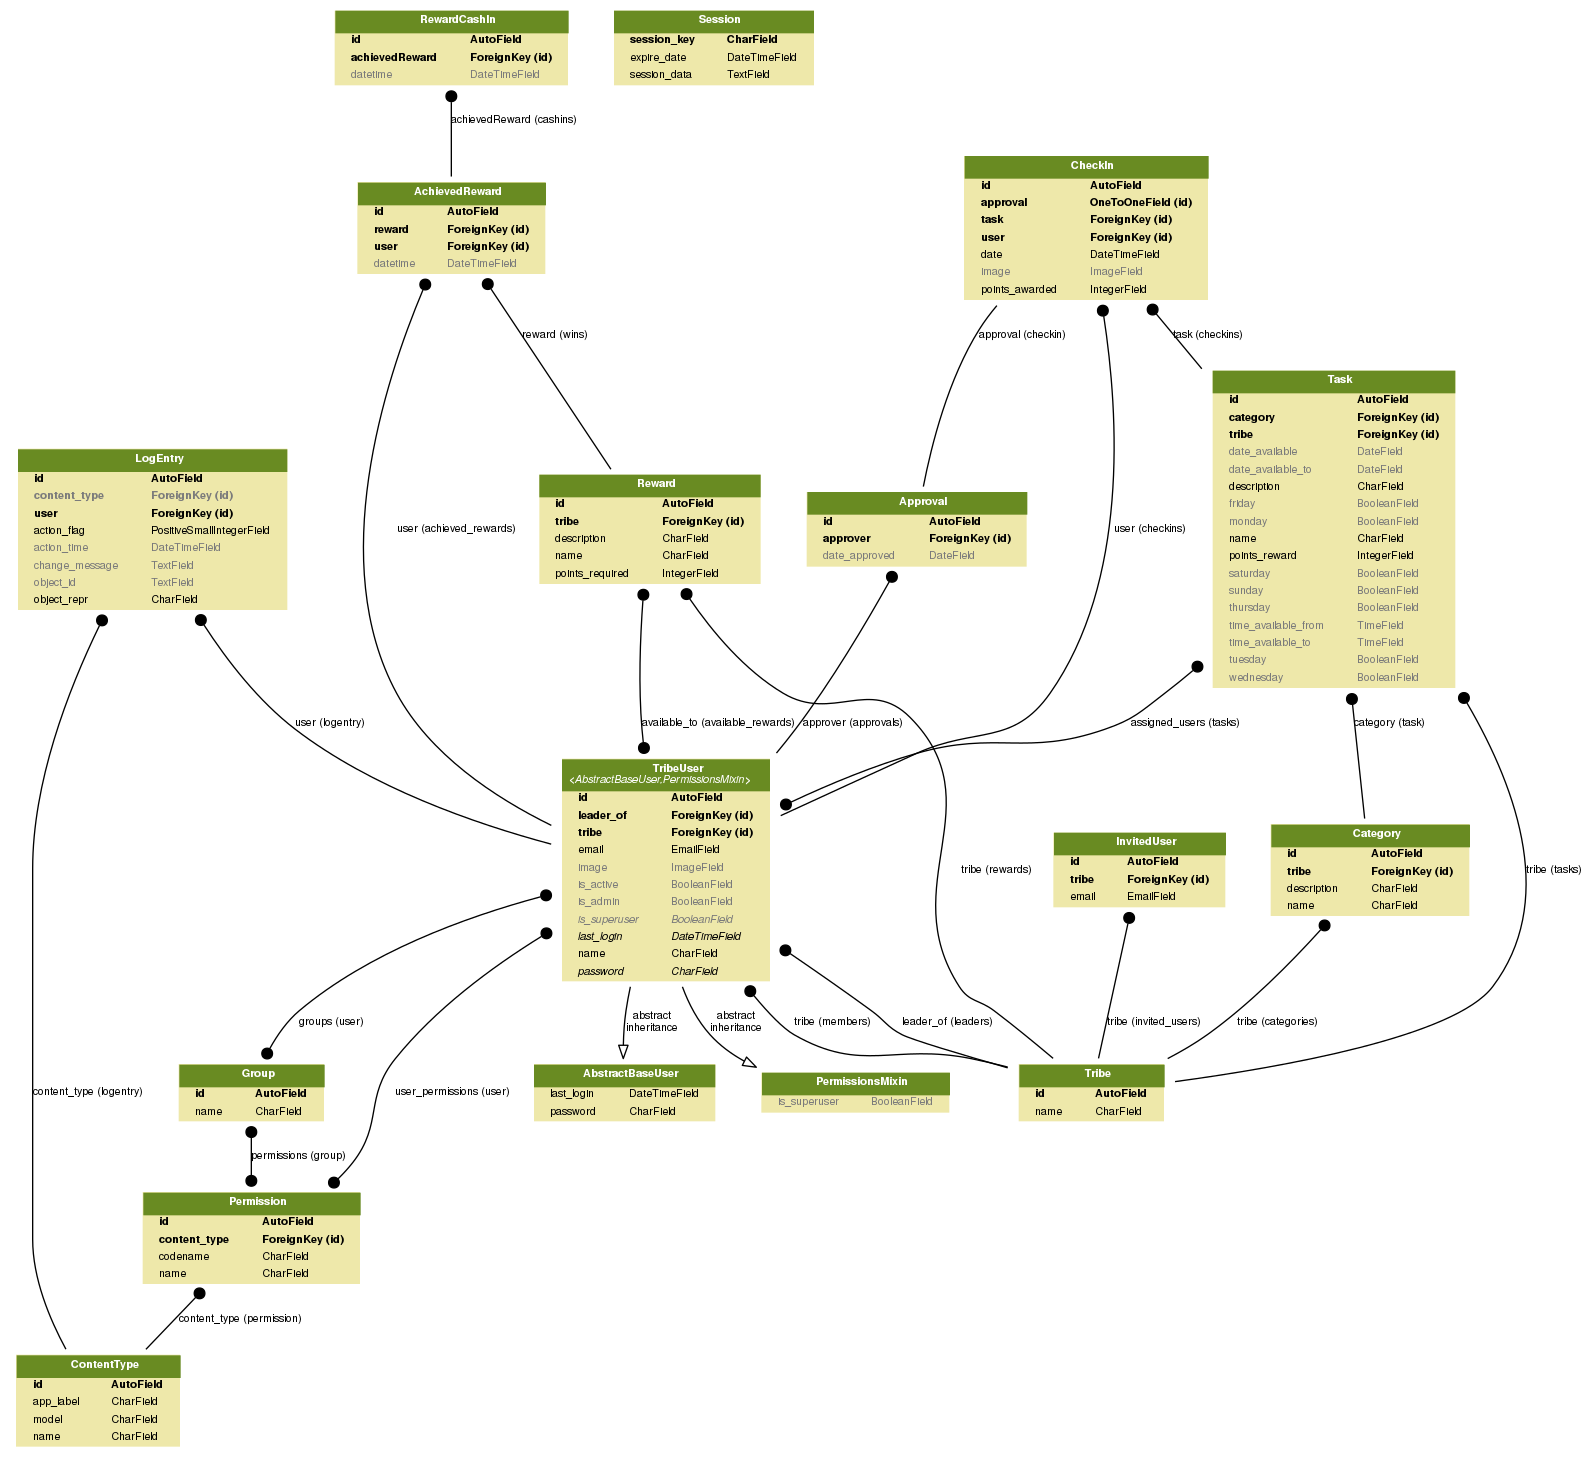 RewardCashIn
id AutoField
achievedReward ForeignKey (id)
datetime DateTimeField
Session
session_key CharField
expire_date DateTimeField
session_data TextField
achievedReward (cashins)
AchievedReward
id AutoField
reward ForeignKey (id)
user ForeignKey (id)
datetime DateTimeField
CheckIn
id AutoField
approval OneToOneField (id)
task ForeignKey (id)
user ForeignKey (id)
date DateTimeField
image ImageField
points_awarded IntegerField
reward (wins)
approval (checkin)
task (checkins)
Task
id AutoField
category ForeignKey (id)
tribe ForeignKey (id)
date_available DateField
date_available_to DateField
description CharField
friday BooleanField
monday BooleanField
name CharField
points_reward IntegerField
saturday BooleanField
sunday BooleanField
thursday BooleanField
time_available_from TimeField
time_available_to TimeField
tuesday BooleanField
wednesday BooleanField
LogEntry
id AutoField
content_type ForeignKey (id)
user ForeignKey (id)
action_flag PositiveSmallIntegerField
action_time DateTimeField
change_message TextField
object_id TextField
object_repr CharField
user (achieved_rewards)
Reward
id AutoField
tribe ForeignKey (id)
description CharField
name CharField
points_required IntegerField
Approval
id AutoField
approver ForeignKey (id)
date_approved DateField
user (checkins)
user (logentry)
available_to (available_rewards)
approver (approvals)
assigned_users (tasks)
category (task)
TribeUser
<AbstractBaseUser,PermissionsMixin>
id AutoField
leader_of ForeignKey (id)
tribe ForeignKey (id)
email EmailField
image ImageField
is_active BooleanField
is_admin BooleanField
is_superuser BooleanField
last_login DateTimeField
name CharField
password CharField
tribe (rewards)
InvitedUser
id AutoField
tribe ForeignKey (id)
email EmailField
Category
id AutoField
tribe ForeignKey (id)
description CharField
name CharField
tribe (tasks)
groups (user)
abstract
inheritance
abstract
inheritance
tribe (members)
leader_of (leaders)
tribe (invited_users)
tribe (categories)
content_type (logentry)
Group
id AutoField
name CharField
user_permissions (user)
AbstractBaseUser
last_login DateTimeField
password CharField
PermissionsMixin
is_superuser BooleanField
Tribe
id AutoField
name CharField
permissions (group)
Permission
id AutoField
content_type ForeignKey (id)
codename CharField
name CharField
content_type (permission)
ContentType
id AutoField
app_label CharField
model CharField
name CharField